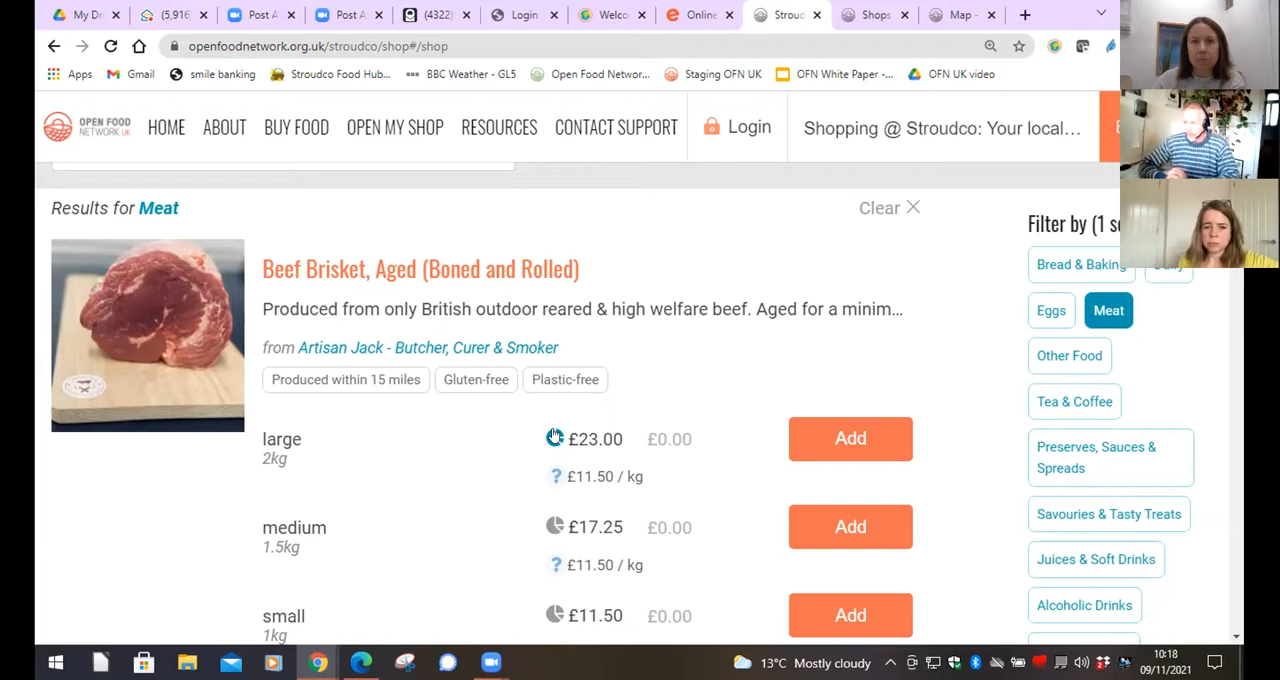 My Dr
(5,916
Post A
Post A
(4322)
Login
Welco
Online
Stroud
Shops
Map -
openfoodnetwork.org.uk/stroudco/shop#/shop
Apps Gmail smile banking Stroudco Food Hub... BBC Weather - GL5 Open Food Networ... Staging OFN UK OFN White Paper -... OFN UK video
OPEN FOOD
NETWORK UK
HOME ABOUT BUY FOOD OPEN MY SHOP RESOURCES CONTACT SUPPORT Login Shopping @ Stroudco: Your local...
Results for Meat
Clear
Filter by (1 s
Beef Brisket, Aged (Boned and Rolled)
Produced from only British outdoor reared & high welfare beef. Aged for a minim...
from Artisan Jack - Butcher, Curer & Smoker
Produced within 15 miles Gluten-free Plastic-free
large £23.00 £0.00 Add
2kg
? £11.50 / kg
medium £17.25 £0.00 Add
1.5kg
? £11.50 / kg
small £11.50 £0.00 Add
1kg
Bread & Baking
Eggs Meat
Other Food
Tea & Coffee
Preserves, Sauces &
Spreads
Savouries & Tasty Treats
Juices & Soft Drinks
Alcoholic Drinks
13°C Mostly cloudy
10:18
09/11/2021